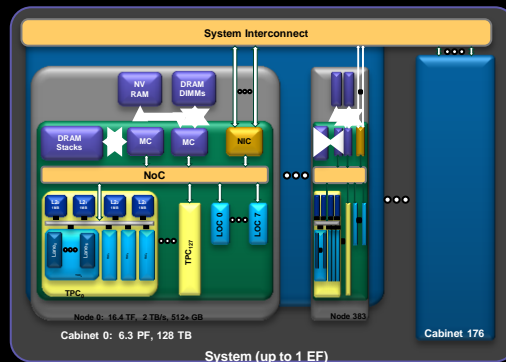 System Interconnect
NV
RAM
DRAM
DIMMs
DRAM
Stacks
MC
MC
NIC
NoC
LOC 0
LOC 7
TPC127
TPC0
Node 0: 16.4 TF, 2 TB/s, 512+ GB
Node 383
Cabinet 0: 6.3 PF, 128 TB
Cabinet 176
System (up to 1 EF)